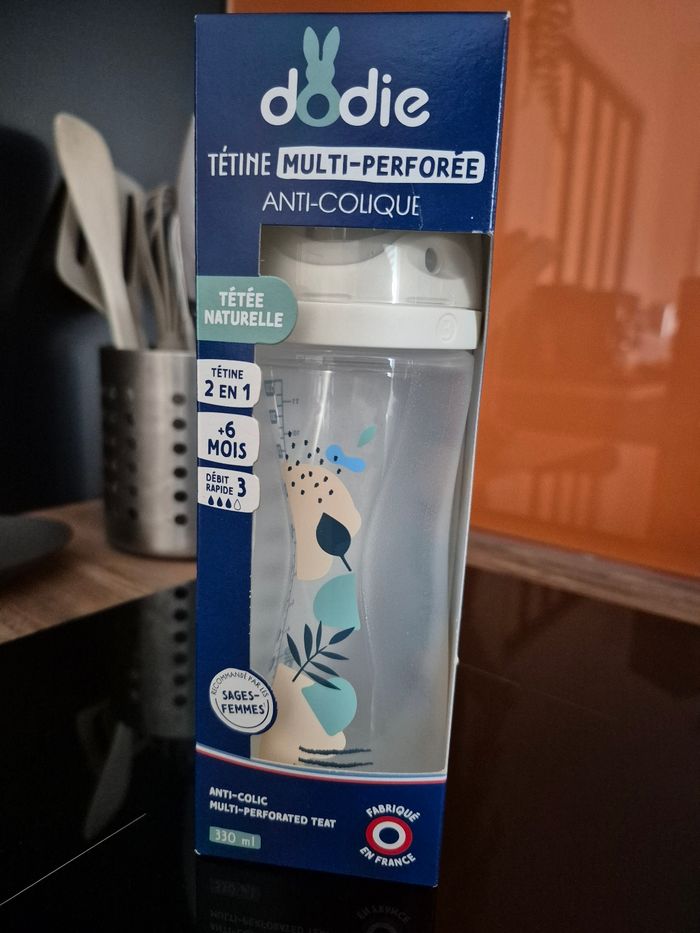 dodie
TÉTINE MULTI-PERFORÉE
ANTI-COLIQUE
TÉTÉE
NATURELLE
TÉTINE
2 EN 1
+6
MOIS
DÉBIT
RAPIDE 3
RECOMMANDÉ PAR LES
SAGES-
FEMMES
ANTI-COLIC
MULTI-PERFORATED TEAT
330 ml
FABRIQUÉ
EN FRANCE